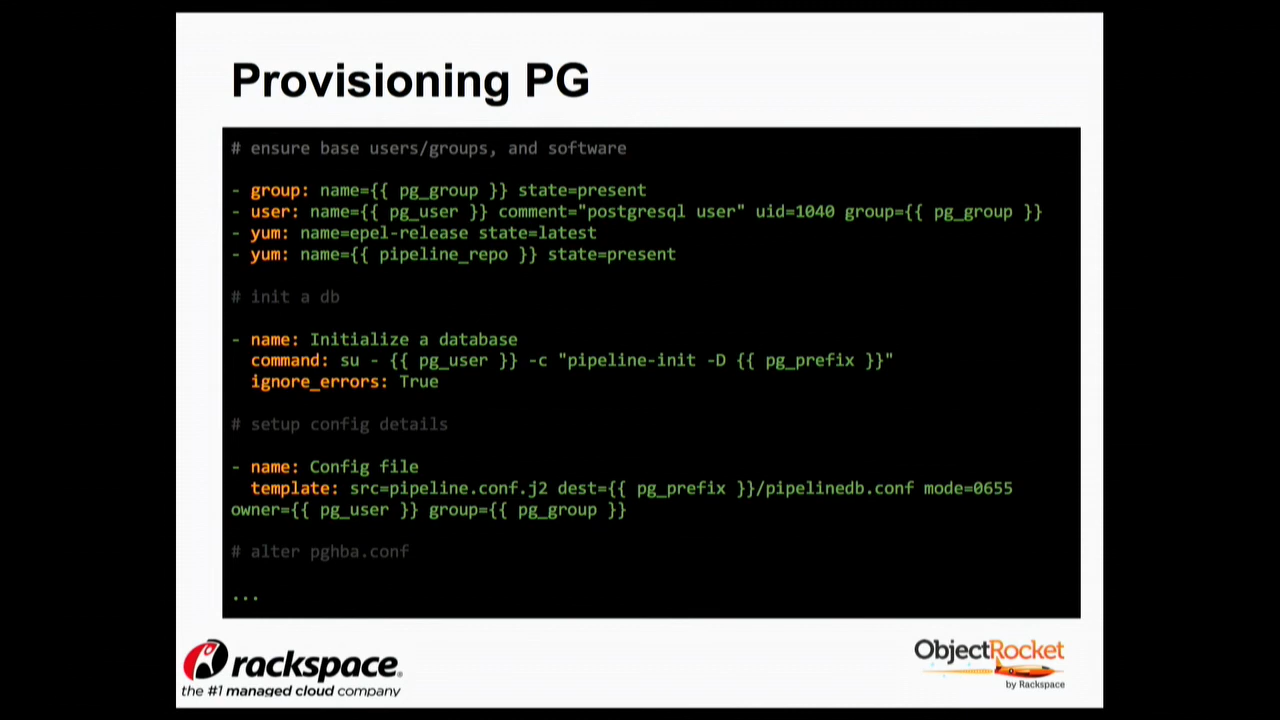 Provisioning PG
# ensure base users/groups, and software
- group: name={{ pg_group }} state=present
- user: name={{ pg_user }} comment="postgresql user" uid=1040 group={{ pg_group }}
- yum: name=epel-release state=latest
- yum: name={{ pipeline_repo }} state=present
# init a db
- name: Initialize a database
command: su - {{ pg_user }} -c "pipeline-init -D {{ pg_prefix }}"
ignore_errors: True
# setup config details
- name: Config file
template: src=pipeline.conf.j2 dest={{ pg_prefix }}/pipelinedb.conf mode=0655
owner={{ pg_user }} group={{ pg_group }}
# alter pghba.conf
...
rackspace®
the #1 managed cloud company
ObjectRocket
by Rackspace